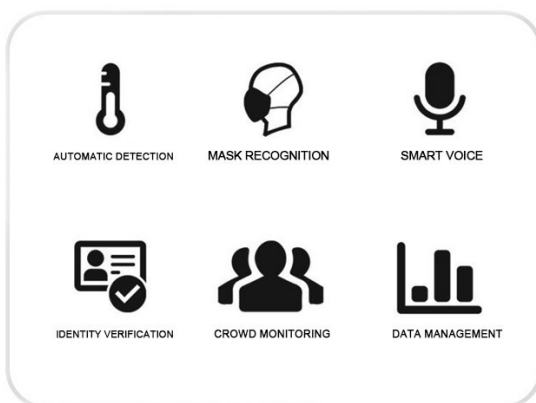 AUTOMATIC DETECTION
MASK RECOGNITION
SMART VOICE
IDENTITY VERIFICATION
CROWD MONITORING
DATA MANAGEMENT